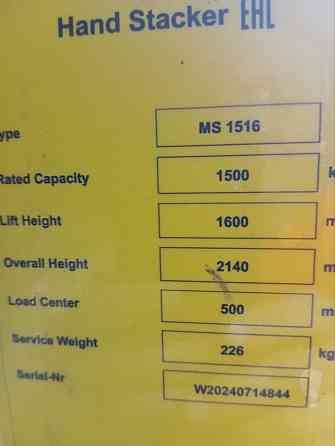 Hand Stacker EAC
ype MS 1516
Rated Capacity 1500 k
Lift Height 1600 m
Overall Height 2140 m
Load Center 500 m
Service Weight 226 kg
Serial-Nr W20240714844